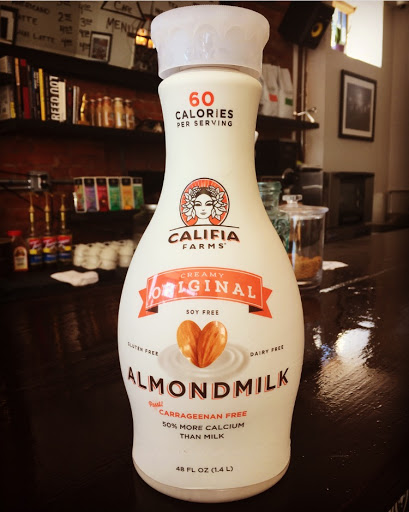 60
CALORIES
PER SERVING
CALIFIA
FARMS
CREAMY
ORIGINAL
SOY FREE
GLUTEN FREE
DAIRY FREE
ALMONDMILK
CARRAGEENAN FREE
50% MORE CALCIUM
THAN MILK
48 FL OZ (1.4 L)
MENU